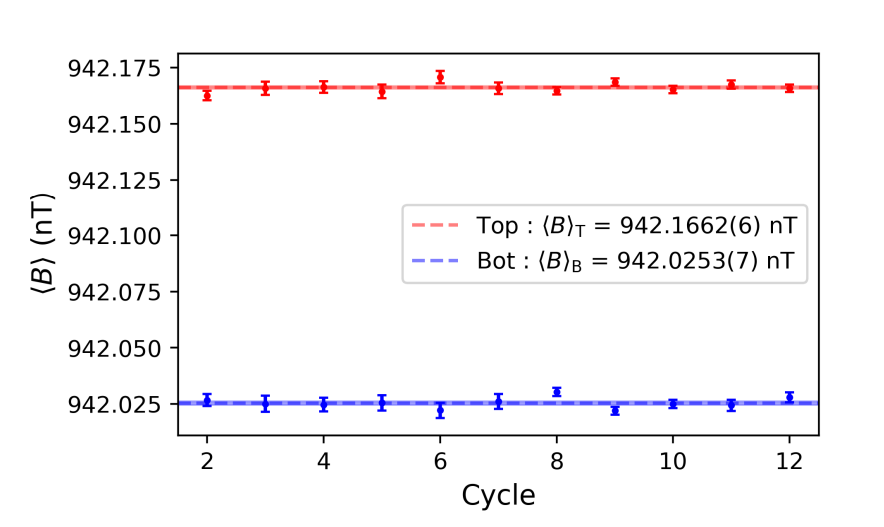 942.175
942.150
942.125
942.100
942.075
942.050
942.025
⟨B⟩ (nT)
Top : ⟨B⟩T = 942.1662(6) nT
Bot : ⟨B⟩B = 942.0253(7) nT
2 4 6 8 10 12
Cycle